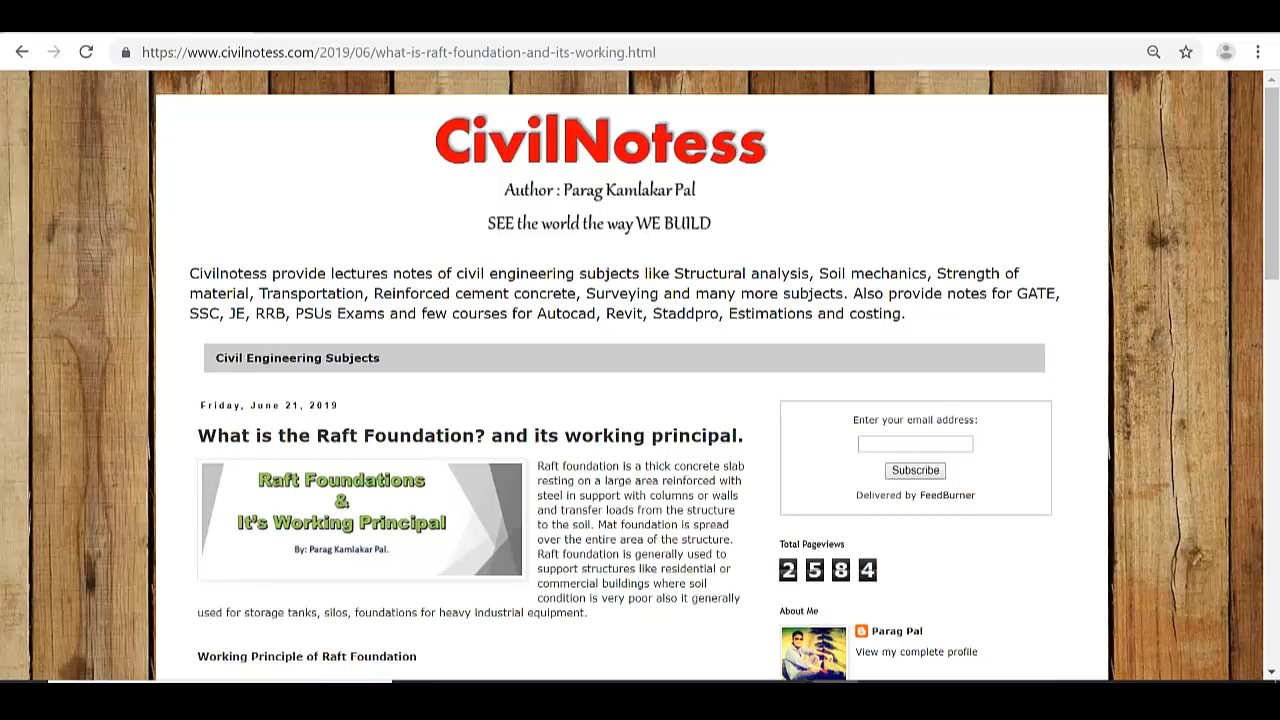 https://www.civilnotess.com/2019/06/what-is-raft-foundation-and-its-working.html
CivilNotess
Author : Parag Kamlakar Pal
SEE the world the way WE BUILD
Civilnotess provide lectures notes of civil engineering subjects like Structural analysis, Soil mechanics, Strength of
material, Transportation, Reinforced cement concrete, Surveying and many more subjects. Also provide notes for GATE,
SSC, JE, RRB, PSUs Exams and few courses for Autocad, Revit, Staddpro, Estimations and costing.
Civil Engineering Subjects
Friday, June 21, 2019
What is the Raft Foundation? and its working principal.
Raft Foundations
&
It's Working Principal
By: Parag Kamlakar Pal.
Raft foundation is a thick concrete slab
resting on a large area reinforced with
steel in support with columns or walls
and transfer loads from the structure
to the soil. Mat foundation is spread
over the entire area of the structure.
Raft foundation is generally used to
support structures like residential or
commercial buildings where soil
condition is very poor also it generally
used for storage tanks, silos, foundations for heavy industrial equipment.
Working Principle of Raft Foundation
Enter your email address:
Subscribe
Delivered by FeedBurner
Total Pageviews
2584
About Me
Parag Pal
View my complete profile